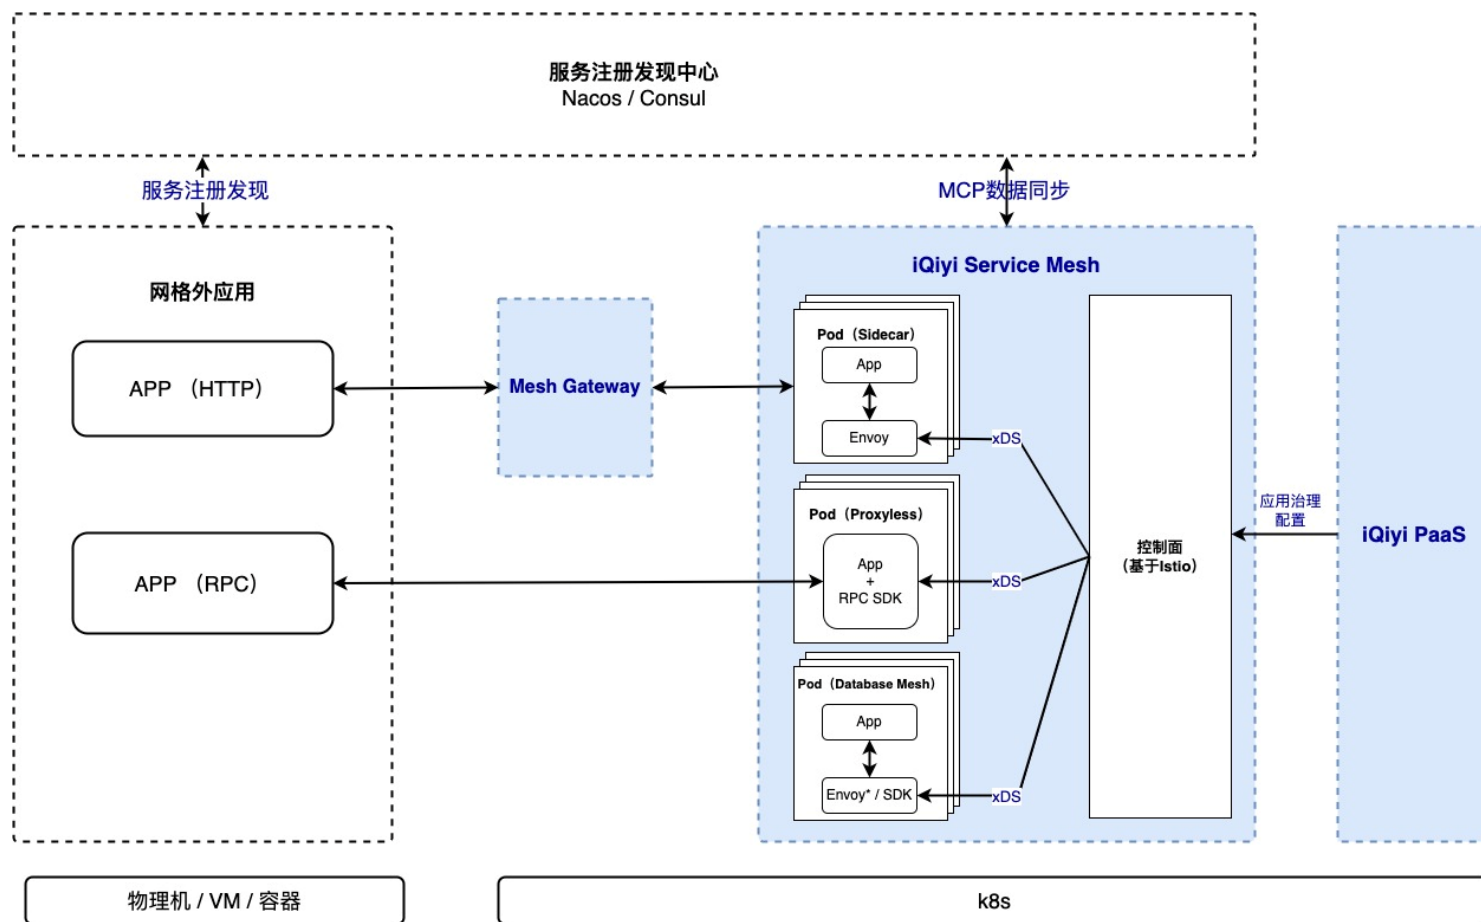 服务注册发现中心
Nacos / Consul
服务注册发现
MCP数据同步
网格外应用
APP （HTTP）
APP （RPC）
Mesh Gateway
iQiyi Service Mesh
Pod（Sidecar）
App
Envoy
xDS
Pod（Proxyless）
App
+
RPC SDK
xDS
Pod（Database Mesh）
App
Envoy* / SDK
xDS
控制面
（基于Istio）
应用治理
配置
iQiyi PaaS
物理机 / VM / 容器
k8s